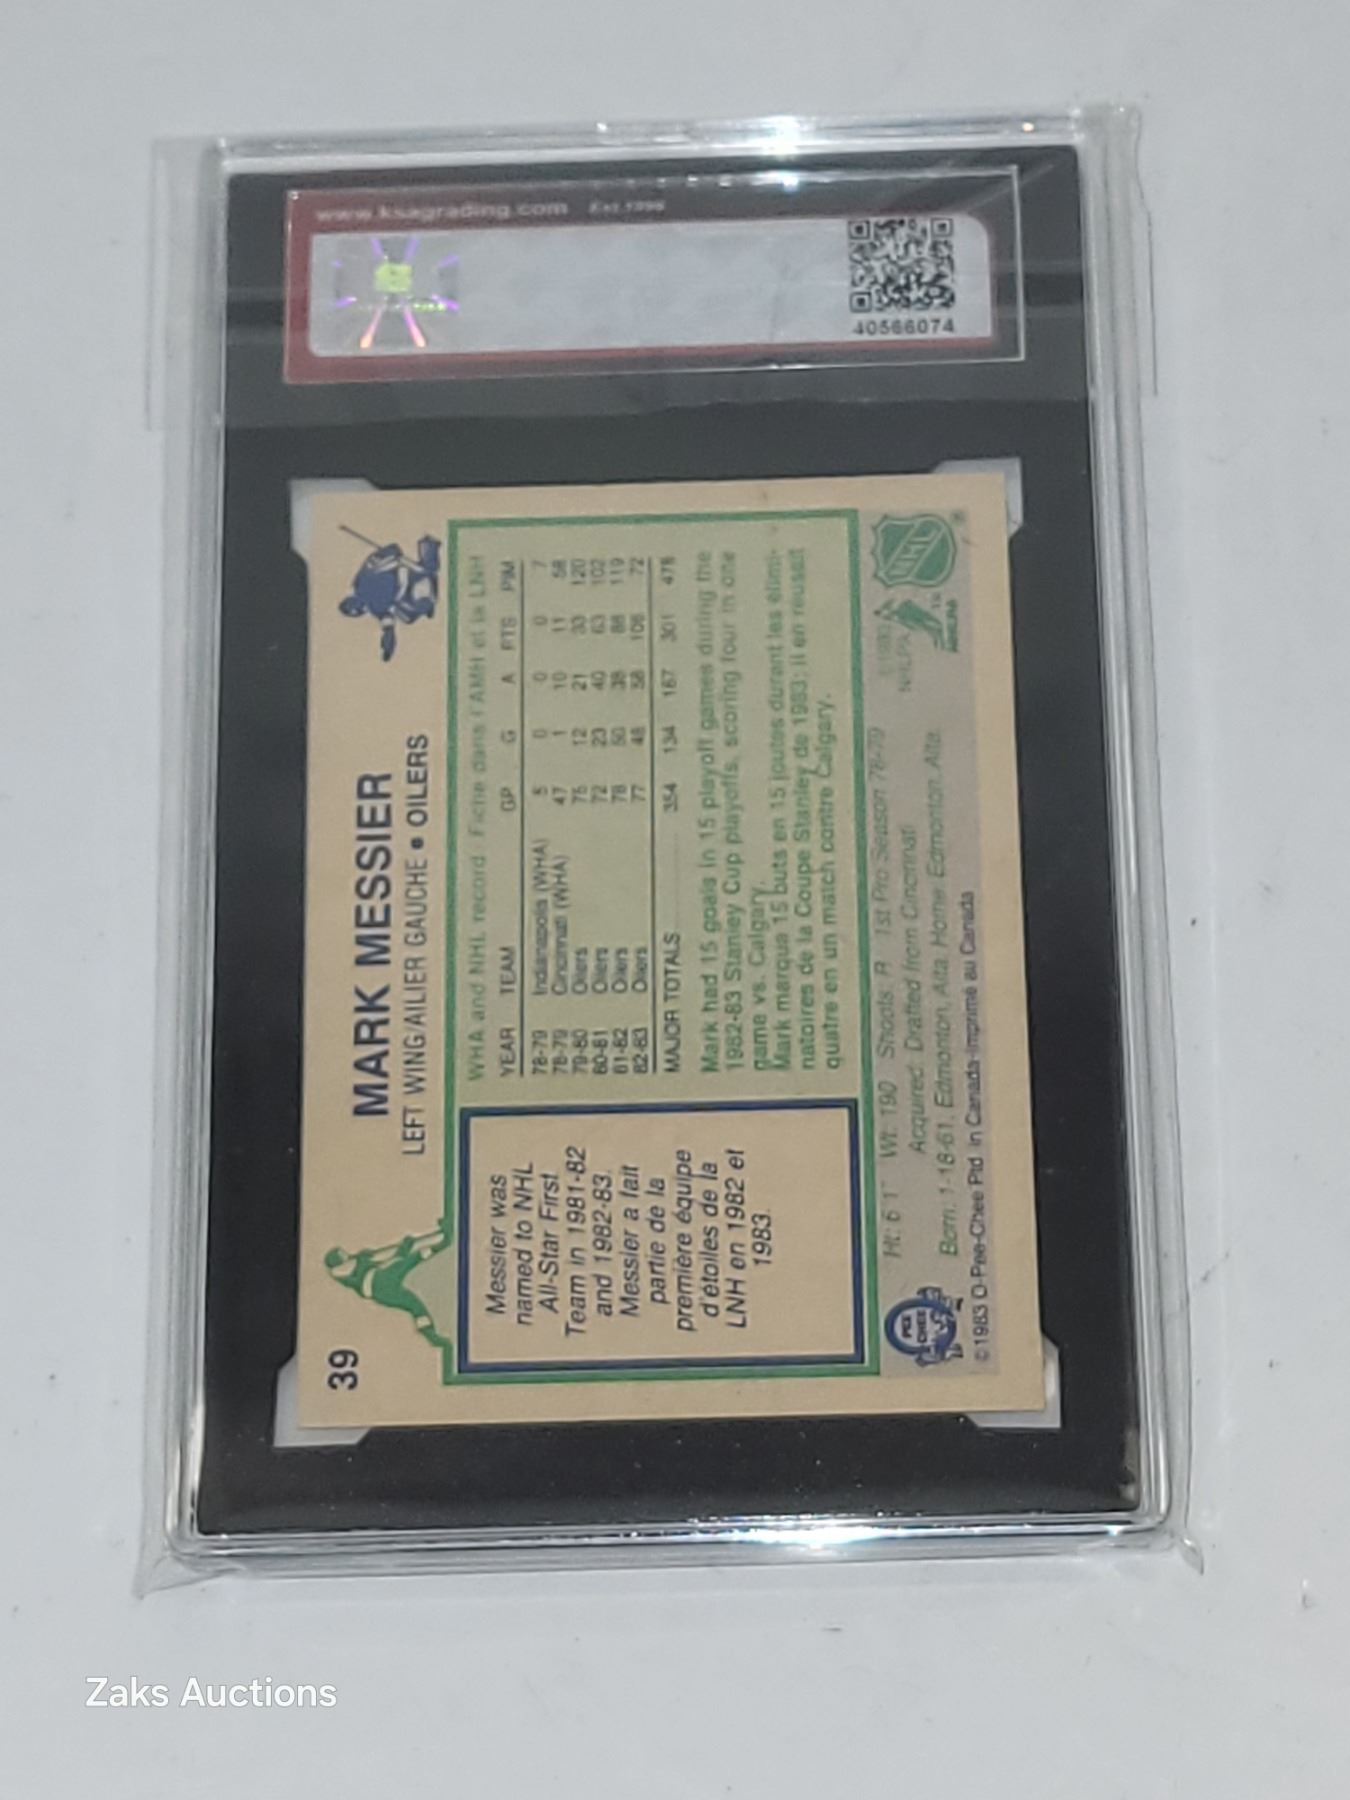 www.ksagrading.com Est.1996
40566074
39
MARK MESSIER
LEFT WING/AILIER GAUCHE • OILERS
Messier was
named to NHL
All-Star First
Team in 1981-82
and 1982-83.
Messier a fait
partie de la
première équipe
d'étoiles de la
LNH en 1982 et
1983.
WHA and NHL record / Fiche dans l'AMH et la LNH
YEAR TEAM GP G A PTS PIM
78-79 Indianapolis (WHA) 5 0 0 0 7
78-79 Cincinnati (WHA) 47 1 10 11 58
79-80 Oilers 75 12 21 33 120
80-81 Oilers 72 23 40 63 102
81-82 Oilers 78 50 38 88 119
82-83 Oilers 77 48 58 106 72
MAJOR TOTALS 354 134 167 301 478
Mark had 15 goals in 15 playoff games during the
1982-83 Stanley Cup playoffs, scoring four in one
game vs. Calgary.
Mark marqua 15 buts en 15 joutes durant les élimi-
natoires de la Coupe Stanley de 1983; il en réussit
quatre en un match contre Calgary.
Ht: 6'1" Wt: 190 Shoots: R 1st Pro Season 78-79
Acquired: Drafted from Cincinnati
Born: 1-18-61, Edmonton, Alta. Home: Edmonton, Alta.
©1983 O-Pee-Chee Ptd. in Canada-Imprimé au Canada
PEE
CHEE
NHLPA
NHLPA
NHL
Zaks Auctions